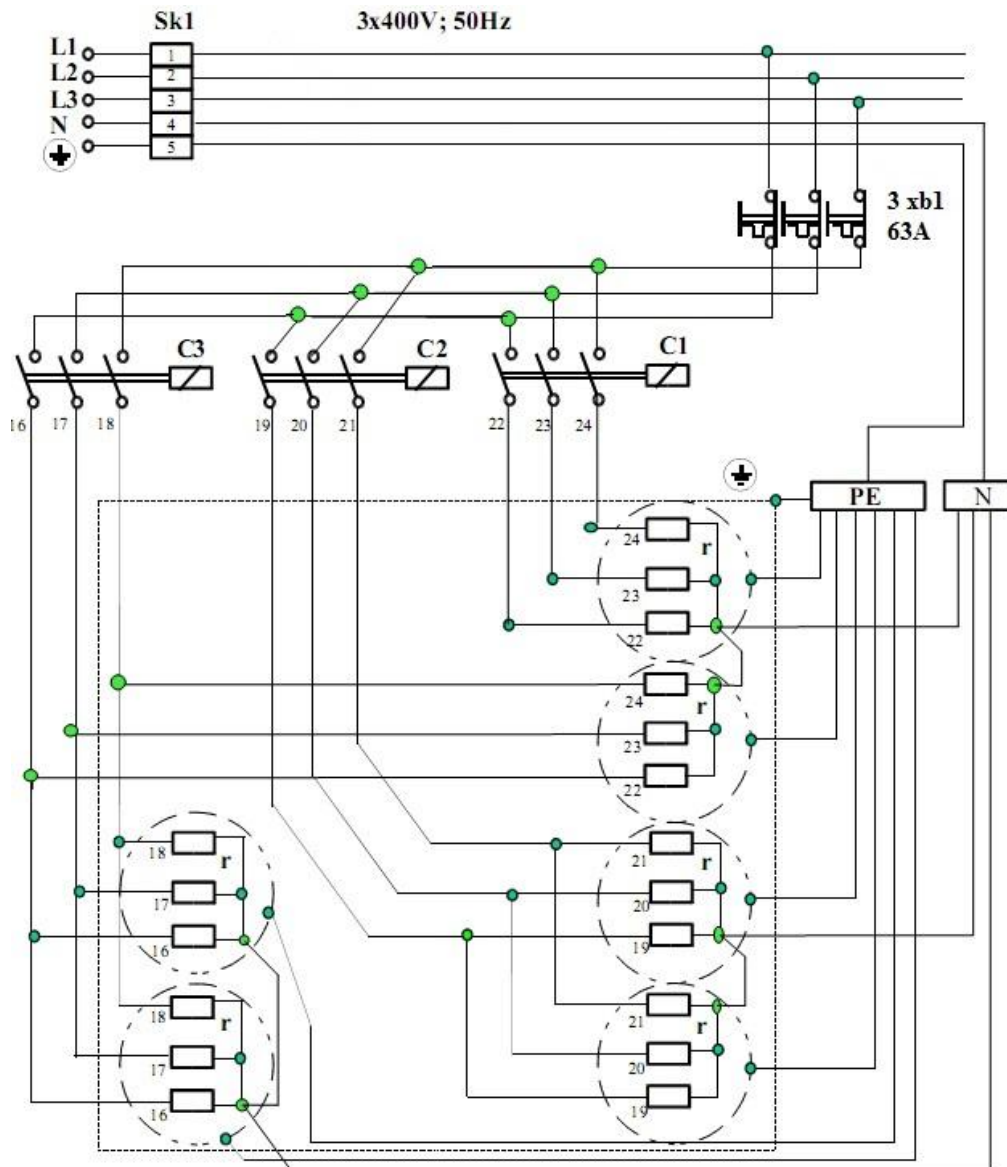 Sk1 3x400V; 50Hz
L1 1
L2 2
L3 3
N 4
5
3 xb1
63A
C3 C2 C1
16 17 18 19 20 21 22 23 24
PE N
24 r
23
22
24 r
23
22
18 r
17
16
21 r
20
19
18 r
17
16
21 r
20
19